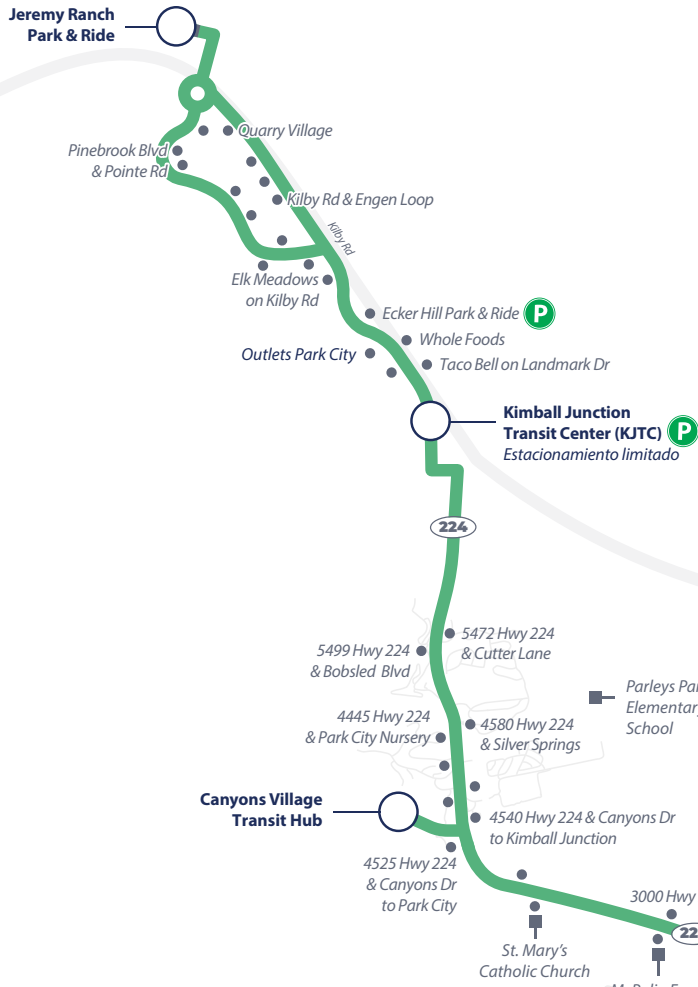 Jeremy Ranch
Park & Ride
Quarry Village
Pinebrook Blvd
& Pointe Rd
Kilby Rd & Engen Loop
Kilby Rd
Elk Meadows
on Kilby Rd
Ecker Hill Park & Ride P
Whole Foods
Outlets Park City
Taco Bell on Landmark Dr
Kimball Junction
Transit Center (KJTC) P
Estacionamiento limitado
224
5472 Hwy 224
& Cutter Lane
5499 Hwy 224
& Bobsled Blvd
Parleys Pa
Elementar
School
4445 Hwy 224
& Park City Nursery
4580 Hwy 224
& Silver Springs
Canyons Village
Transit Hub
4540 Hwy 224 & Canyons Dr
to Kimball Junction
4525 Hwy 224
& Canyons Dr
to Park City
3000 Hwy
22
St. Mary's
Catholic Church